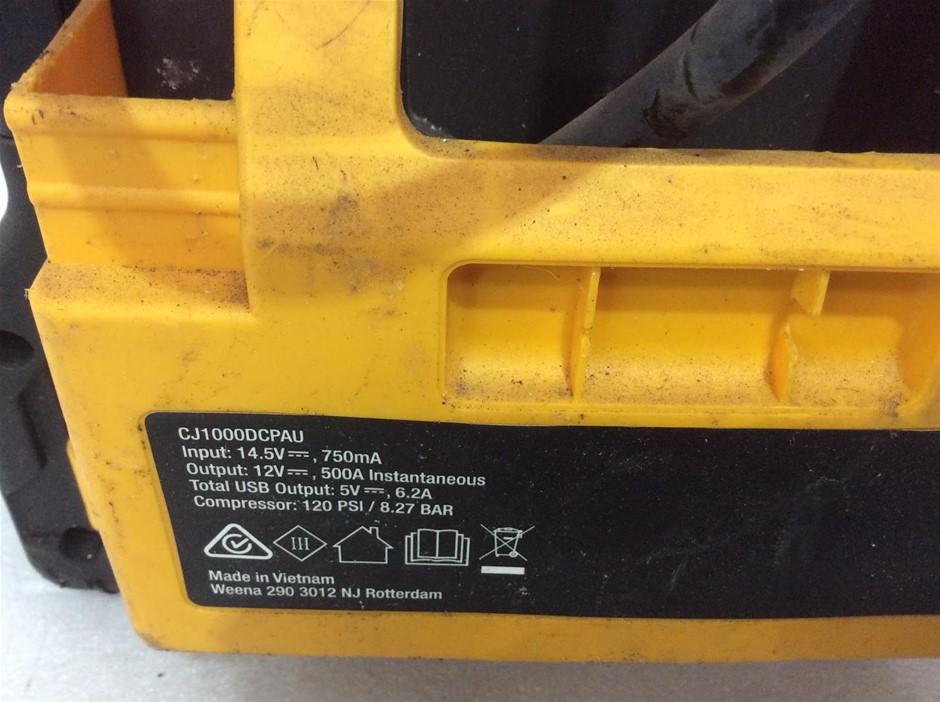 CJ1000DCPAU
Input: 14.5V⎓, 750mA
Output: 12V⎓, 500A Instantaneous
Total USB Output: 5V⎓, 6.2A
Compressor: 120 PSI / 8.27 BAR
III
Made in Vietnam
Weena 290 3012 NJ Rotterdam